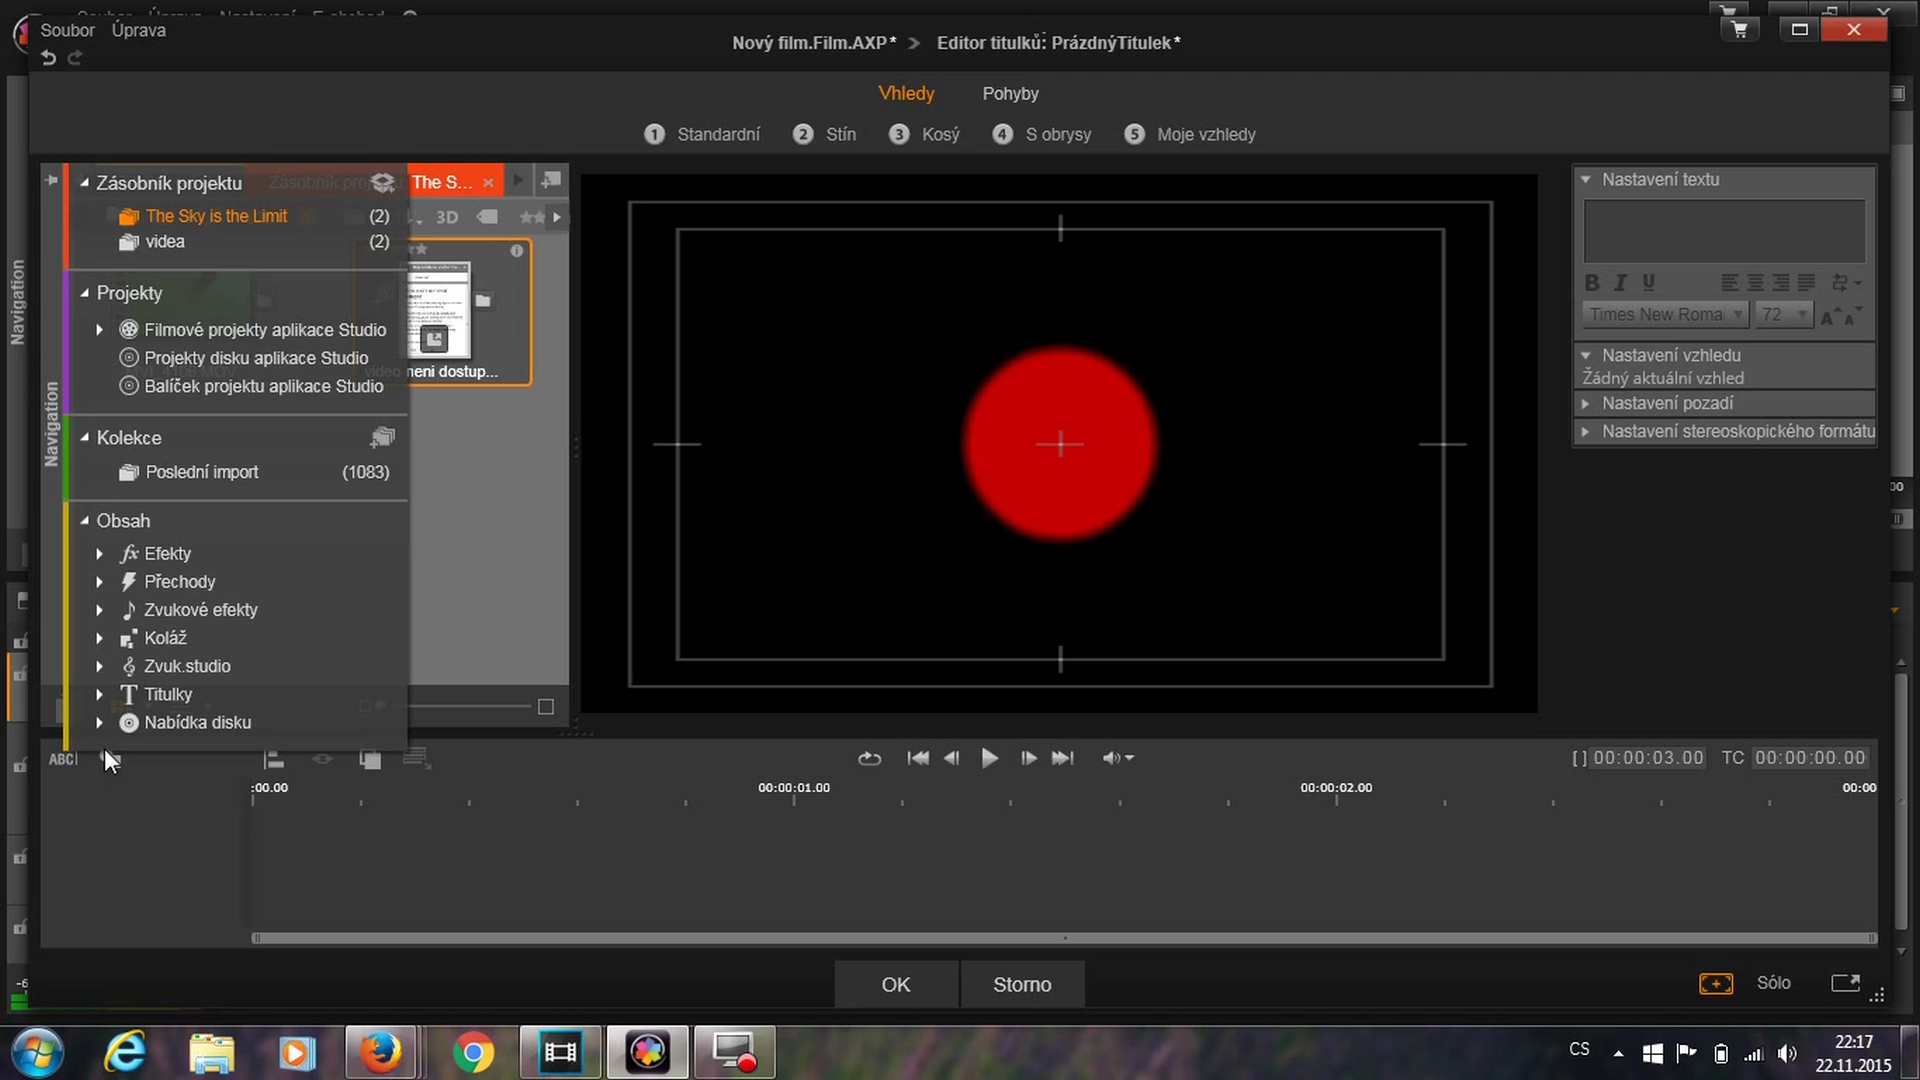 Soubor Úprava
Nový film.Film.AXP* > Editor titulků: PrázdnýTitulek*
Vhledy Pohyby
1 Standardní 2 Stín 3 Kosý 4 S obrysy 5 Moje vzhledy
Navigation
Navigation
Zásobník projektu
The S...
The Sky is the Limit (2)
videa (2)
3D
Projekty
Filmové projekty aplikace Studio
Projekty disku aplikace Studio
Balíček projektu aplikace Studio
video neni dostup...
Kolekce
Poslední import (1083)
Obsah
fx Efekty
Přechody
Zvukové efekty
Koláž
Zvuk.studio
T Titulky
Nabídka disku
Nastavení textu
B I U
Times New Roma 72 A A
Nastavení vzhledu
Žádný aktuální vzhled
Nastavení pozadí
Nastavení stereoskopického formátu
ABC
[ ] 00:00:03.00 TC 00:00:00.00
:00.00 00:00:01.00 00:00:02.00 00:00
OK Storno
Sólo
-6
CS
22:17
22.11.2015